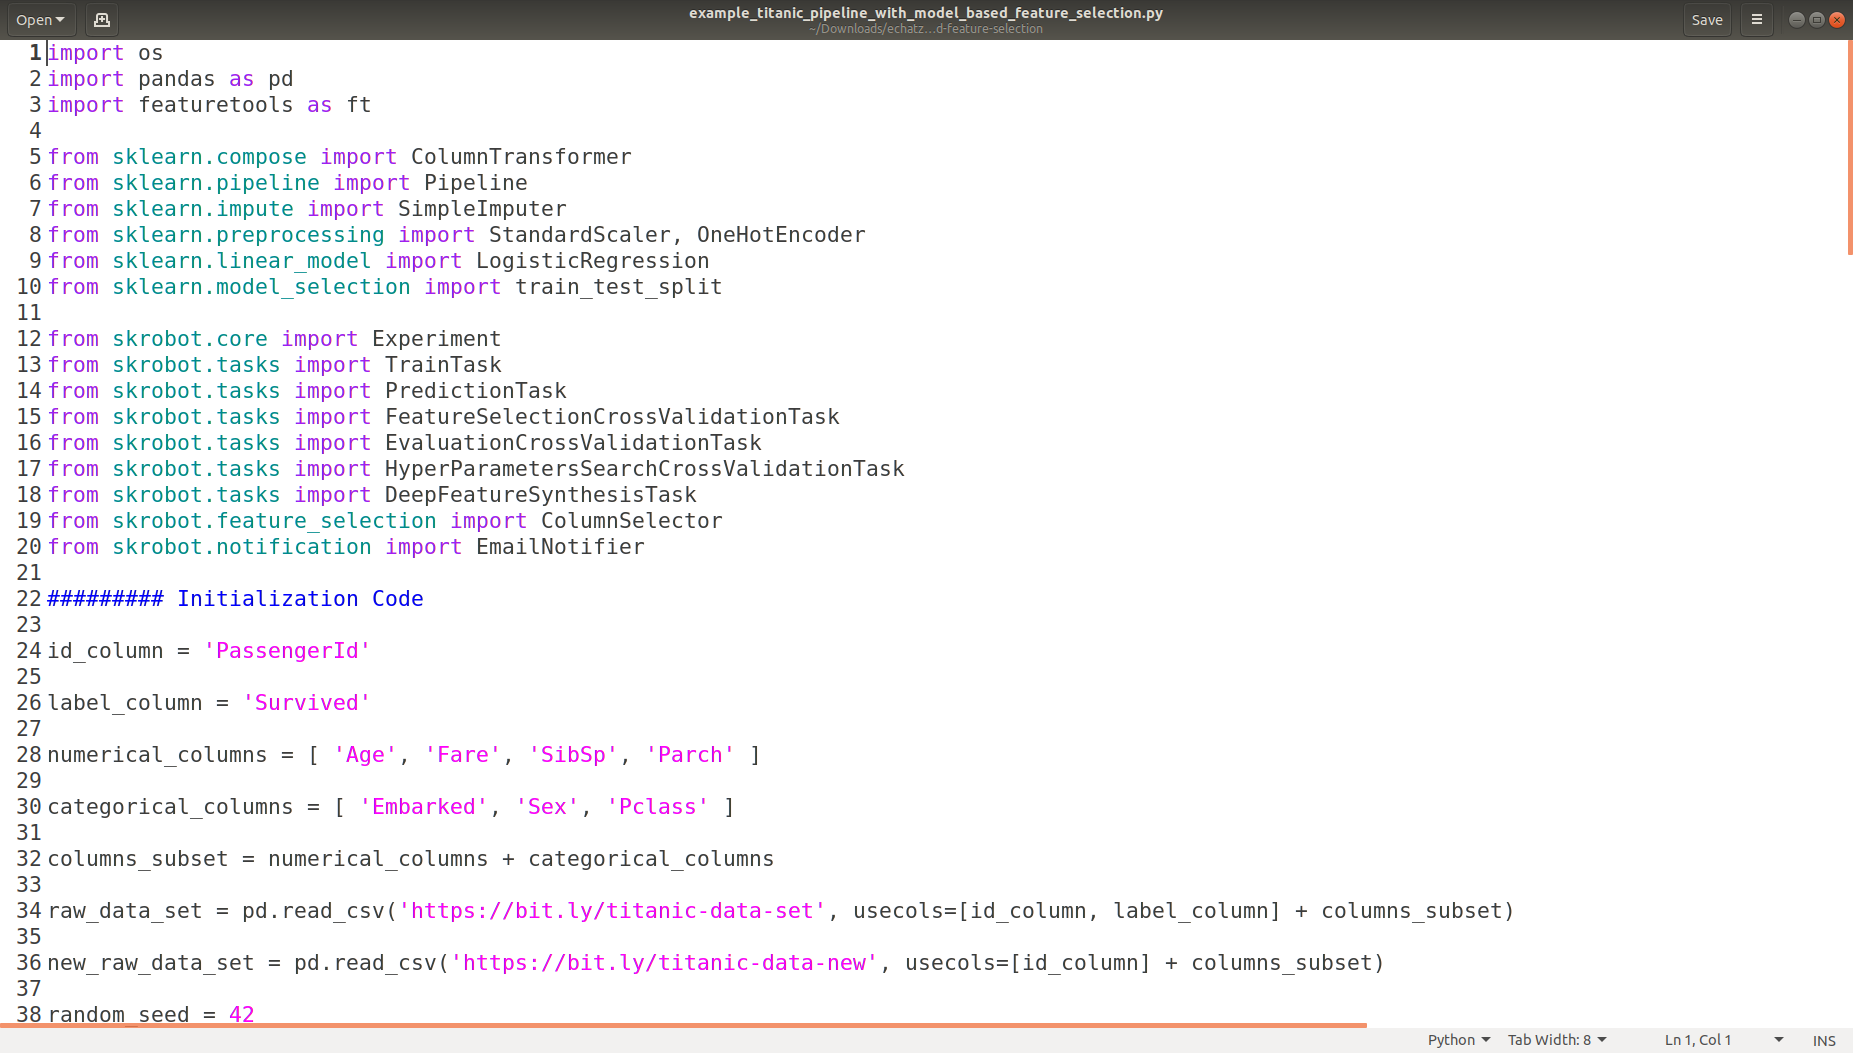 Open
example_titanic_pipeline_with_model_based_feature_selection.py
~/Downloads/echatz...d-feature-selection
Save
1 import os
2 import pandas as pd
3 import featuretools as ft
4
5 from sklearn.compose import ColumnTransformer
6 from sklearn.pipeline import Pipeline
7 from sklearn.impute import SimpleImputer
8 from sklearn.preprocessing import StandardScaler, OneHotEncoder
9 from sklearn.linear_model import LogisticRegression
10 from sklearn.model_selection import train_test_split
11
12 from skrobot.core import Experiment
13 from skrobot.tasks import TrainTask
14 from skrobot.tasks import PredictionTask
15 from skrobot.tasks import FeatureSelectionCrossValidationTask
16 from skrobot.tasks import EvaluationCrossValidationTask
17 from skrobot.tasks import HyperParametersSearchCrossValidationTask
18 from skrobot.tasks import DeepFeatureSynthesisTask
19 from skrobot.feature_selection import ColumnSelector
20 from skrobot.notification import EmailNotifier
21
22 ######### Initialization Code
23
24 id_column = 'PassengerId'
25
26 label_column = 'Survived'
27
28 numerical_columns = [ 'Age', 'Fare', 'SibSp', 'Parch' ]
29
30 categorical_columns = [ 'Embarked', 'Sex', 'Pclass' ]
31
32 columns_subset = numerical_columns + categorical_columns
33
34 raw_data_set = pd.read_csv('https://bit.ly/titanic-data-set', usecols=[id_column, label_column] + columns_subset)
35
36 new_raw_data_set = pd.read_csv('https://bit.ly/titanic-data-new', usecols=[id_column] + columns_subset)
37
38 random_seed = 42
Python
Tab Width: 8
Ln 1, Col 1
INS